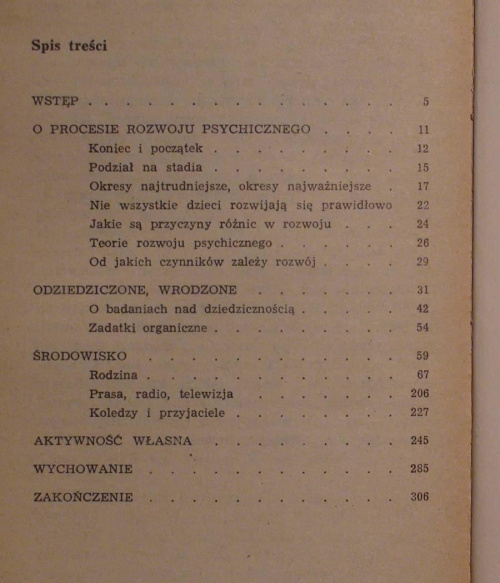 Spis treści
WSTĘP . . . . . . . . . . . . . . . . 5
O PROCESIE ROZWOJU PSYCHICZNEGO . . . . 11
Koniec i początek . . . . . . . . . . 12
Podział na stadia . . . . . . . . . . 15
Okresy najtrudniejsze, okresy najważniejsze . 17
Nie wszystkie dzieci rozwijają się prawidłowo 22
Jakie są przyczyny różnic w rozwoju . . . 24
Teorie rozwoju psychicznego . . . . . . 26
Od jakich czynników zależy rozwój . . . . 29
ODZIEDZICZONE, WRODZONE . . . . . . . 31
O badaniach nad dziedzicznością . . . . . 42
Zadatki organiczne . . . . . . . . . . 54
ŚRODOWISKO . . . . . . . . . . . . 59
Rodzina . . . . . . . . . . . . . 67
Prasa, radio, telewizja . . . . . . . 206
Koledzy i przyjaciele . . . . . . . . . 227
AKTYWNOŚĆ WŁASNA . . . . . . . . . 245
WYCHOWANIE . . . . . . . . . . . . 285
ZAKOŃCZENIE . . . . . . . . . . . . 306